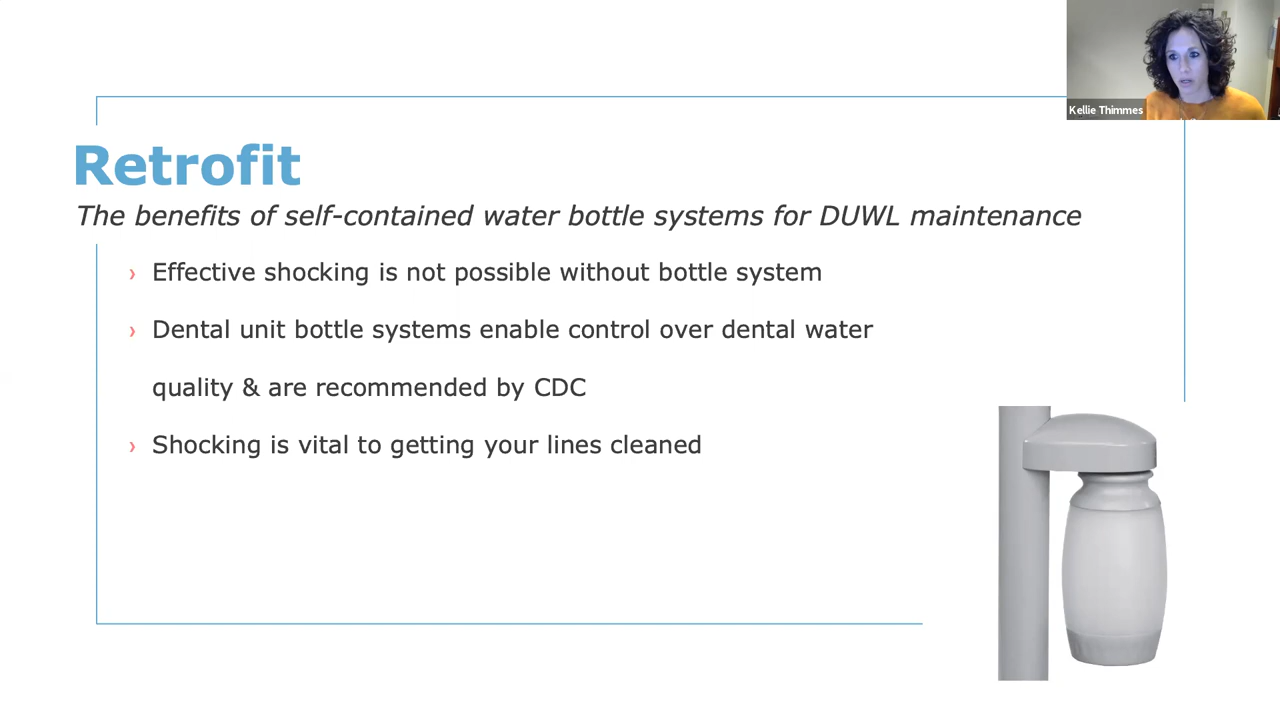 Kellie Thimmes
Retrofit
The benefits of self-contained water bottle systems for DUWL maintenance
› Effective shocking is not possible without bottle system
› Dental unit bottle systems enable control over dental water
quality & are recommended by CDC
› Shocking is vital to getting your lines cleaned